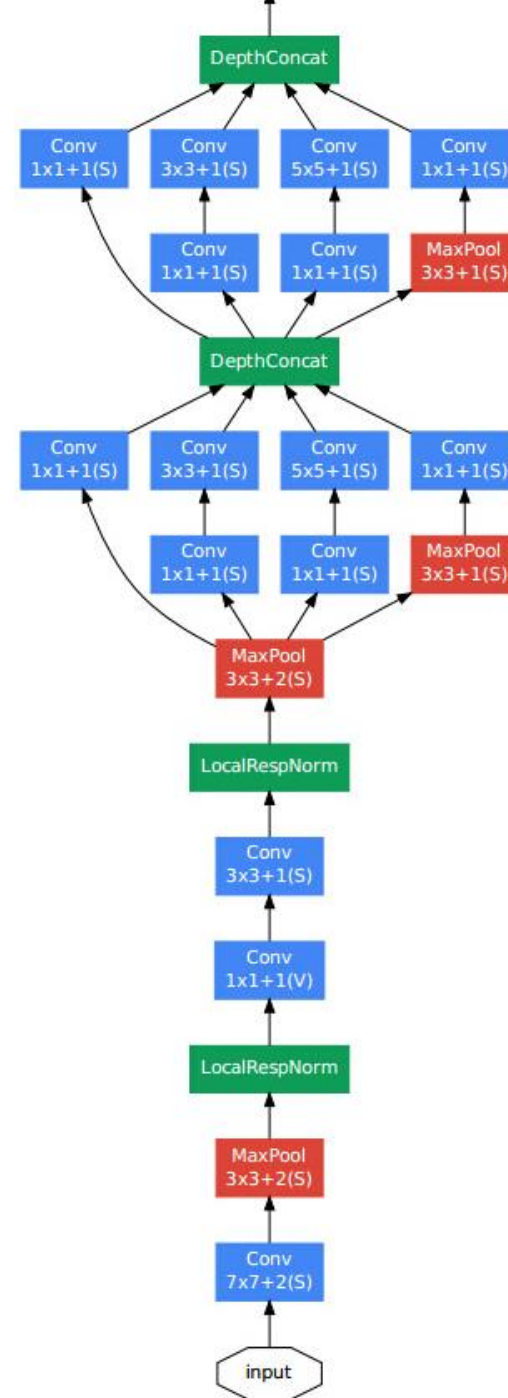 DepthConcat
Conv
1x1+1(S)
Conv
3x3+1(S)
Conv
5x5+1(S)
Conv
1x1+1(S)
Conv
1x1+1(S)
Conv
1x1+1(S)
MaxPool
3x3+1(S)
DepthConcat
Conv
1x1+1(S)
Conv
3x3+1(S)
Conv
5x5+1(S)
Conv
1x1+1(S)
Conv
1x1+1(S)
Conv
1x1+1(S)
MaxPool
3x3+1(S)
MaxPool
3x3+2(S)
LocalRespNorm
Conv
3x3+1(S)
Conv
1x1+1(V)
LocalRespNorm
MaxPool
3x3+2(S)
Conv
7x7+2(S)
input